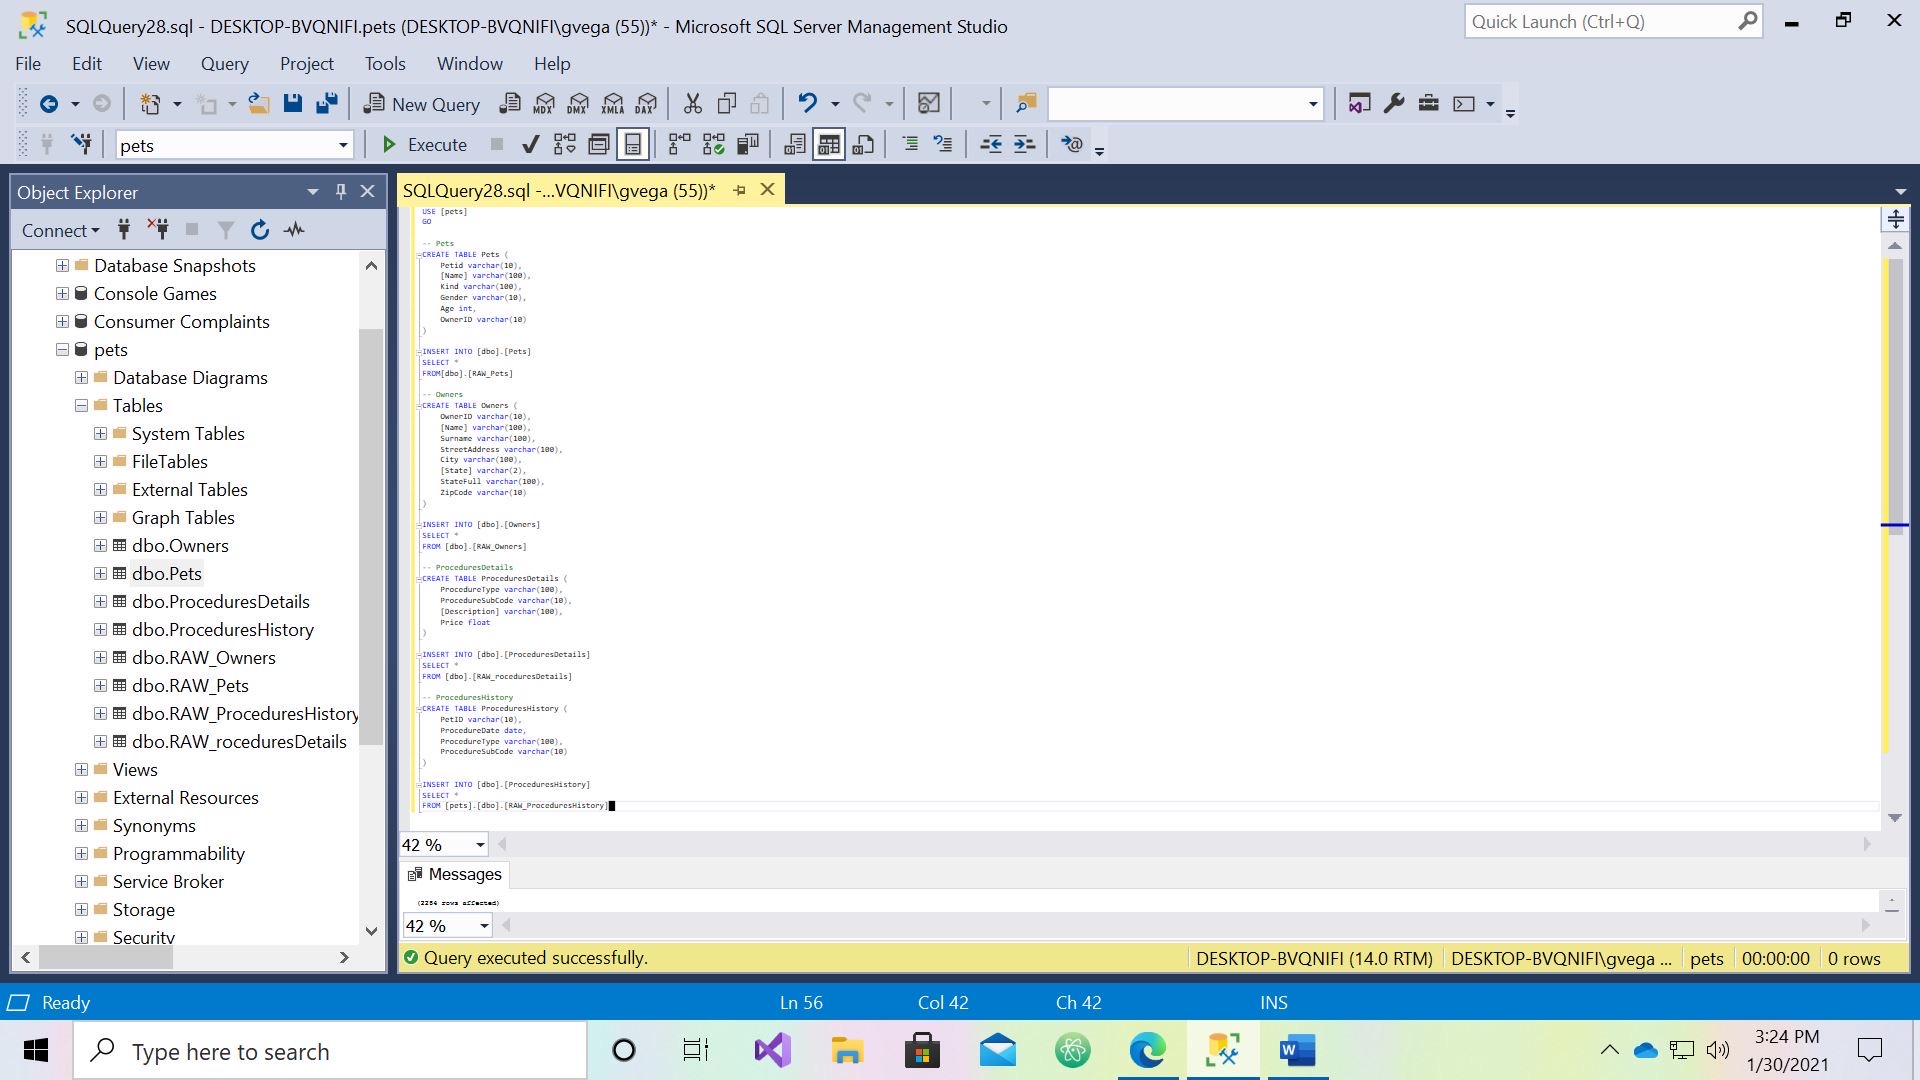 SQLQuery28.sql - DESKTOP-BVQNIFI.pets (DESKTOP-BVQNIFI\gvega (55))* - Microsoft SQL Server Management Studio
Quick Launch (Ctrl+Q)
File Edit View Query Project Tools Window Help
New Query MDX DMX XMLA DAX
pets Execute
Object Explorer
Connect
Database Snapshots
Console Games
Consumer Complaints
pets
Database Diagrams
Tables
System Tables
FileTables
External Tables
Graph Tables
dbo.Owners
dbo.Pets
dbo.ProceduresDetails
dbo.ProceduresHistory
dbo.RAW_Owners
dbo.RAW_Pets
dbo.RAW_ProceduresHistory
dbo.RAW_roceduresDetails
Views
External Resources
Synonyms
Programmability
Service Broker
Storage
Security
SQLQuery28.sql -...VQNIFI\gvega (55))*
USE [pets]
GO
-- Pets
CREATE TABLE Pets (
Petid varchar(10),
[Name] varchar(100),
Kind varchar(100),
Gender varchar(10),
Age int,
OwnerID varchar(10)
)
INSERT INTO [dbo].[Pets]
SELECT *
FROM[dbo].[RAW_Pets]
-- Owners
CREATE TABLE Owners (
OwnerID varchar(10),
[Name] varchar(100),
Surname varchar(100),
StreetAddress varchar(100),
City varchar(100),
[State] varchar(2),
StateFull varchar(100),
ZipCode varchar(10)
)
INSERT INTO [dbo].[Owners]
SELECT *
FROM [dbo].[RAW_Owners]
-- ProceduresDetails
CREATE TABLE ProceduresDetails (
ProcedureType varchar(100),
ProcedureSubCode varchar(10),
[Description] varchar(100),
Price float
)
INSERT INTO [dbo].[ProceduresDetails]
SELECT *
FROM [dbo].[RAW_roceduresDetails]
-- ProceduresHistory
CREATE TABLE ProceduresHistory (
PetID varchar(10),
ProcedureDate date,
ProcedureType varchar(100),
ProcedureSubCode varchar(10)
)
INSERT INTO [dbo].[ProceduresHistory]
SELECT *
FROM [pets].[dbo].[RAW_ProceduresHistory]
42 %
Messages
(2284 rows affected)
42 %
Query executed successfully. DESKTOP-BVQNIFI (14.0 RTM) DESKTOP-BVQNIFI\gvega ... pets 00:00:00 0 rows
Ready Ln 56 Col 42 Ch 42 INS
Type here to search
3:24 PM
1/30/2021